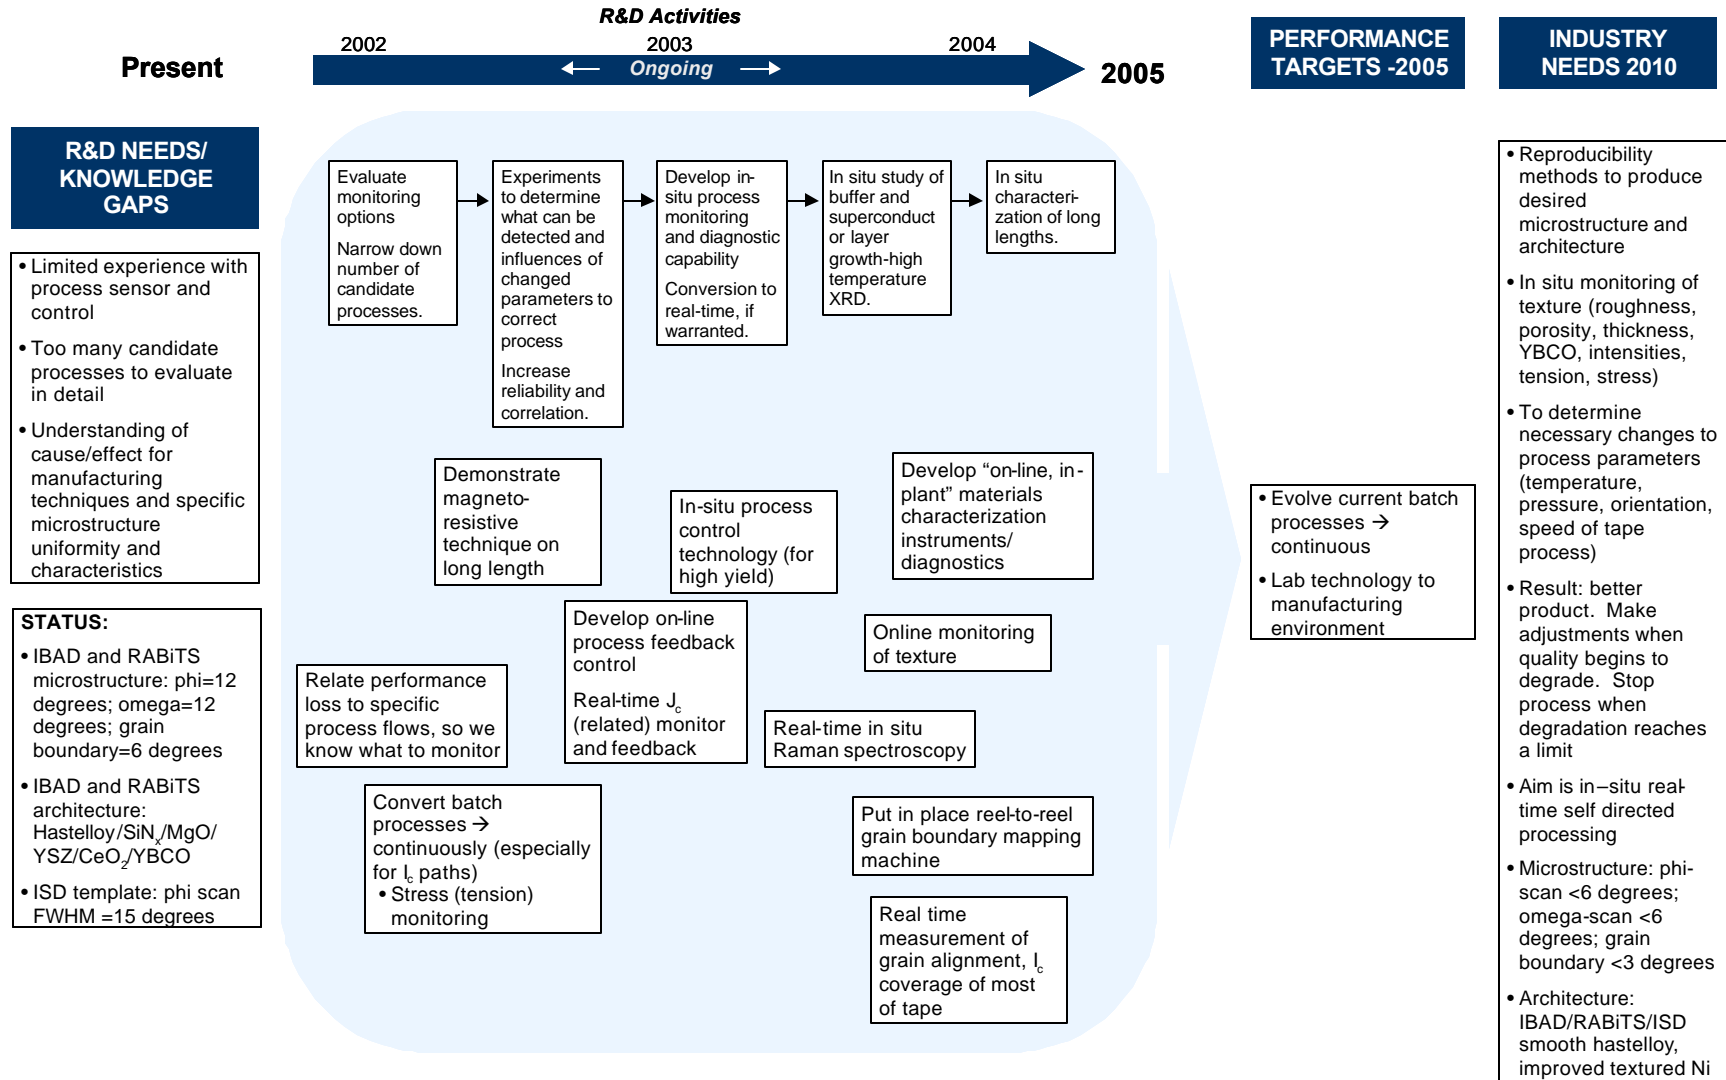 R&D Activities
Present
2002
2003
2004
Ongoing
2005
PERFORMANCE
TARGETS -2005
INDUSTRY
NEEDS 2010
R&D NEEDS/
KNOWLEDGE
GAPS
• Limited experience with
process sensor and
control
• Too many candidate
processes to evaluate
in detail
• Understanding of
cause/effect for
manufacturing
techniques and specific
microstructure
uniformity and
characteristics
STATUS:
• IBAD and RABiTS
microstructure: phi=12
degrees; omega=12
degrees; grain
boundary=6 degrees
• IBAD and RABiTS
architecture:
Hastelloy/SiNx/MgO/
YSZ/CeO2/YBCO
• ISD template: phi scan
FWHM =15 degrees
Evaluate
monitoring
options
Narrow down
number of
candidate
processes.
Experiments
to determine
what can be
detected and
influences of
changed
parameters to
correct
process
Increase
reliability and
correlation.
Develop in-
situ process
monitoring
and diagnostic
capability
Conversion to
real-time, if
warranted.
In situ study of
buffer and
superconduct
or layer
growth-high
temperature
XRD.
In situ
characteri-
zation of long
lengths.
Demonstrate
magneto-
resistive
technique on
long length
In-situ process
control
technology (for
high yield)
Develop “on-line, in-
plant” materials
characterization
instruments/
diagnostics
Develop on-line
process feedback
control
Real-time Jc
(related) monitor
and feedback
Online monitoring
of texture
Relate performance
loss to specific
process flows, so we
know what to monitor
Real-time in situ
Raman spectroscopy
Convert batch
processes →
continuously (especially
for Ic paths)
• Stress (tension)
monitoring
Put in place reel-to-reel
grain boundary mapping
machine
Real time
measurement of
grain alignment, Ic
coverage of most
of tape
• Evolve current batch
processes →
continuous
• Lab technology to
manufacturing
environment
• Reproducibility
methods to produce
desired
microstructure and
architecture
• In situ monitoring of
texture (roughness,
porosity, thickness,
YBCO, intensities,
tension, stress)
• To determine
necessary changes to
process parameters
(temperature,
pressure, orientation,
speed of tape
process)
• Result: better
product. Make
adjustments when
quality begins to
degrade. Stop
process when
degradation reaches
a limit
• Aim is in–situ real-
time self directed
processing
• Microstructure: phi-
scan <6 degrees;
omega-scan <6
degrees; grain
boundary <3 degrees
• Architecture:
IBAD/RABiTS/ISD
smooth hastelloy,
improved textured Ni